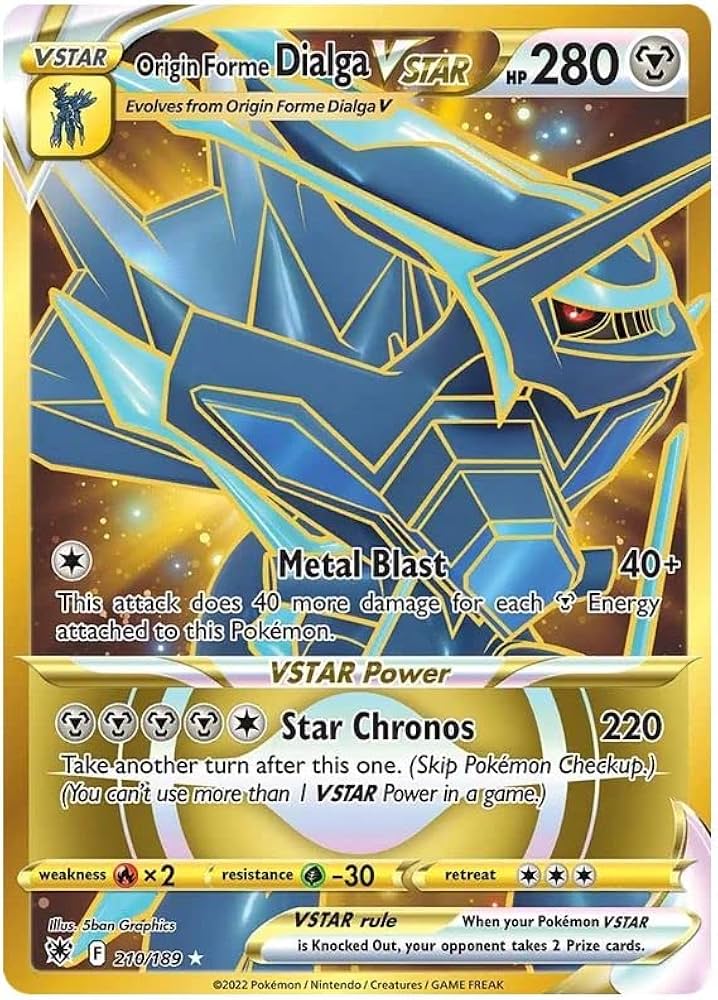 VSTAR
Origin Forme Dialga VSTAR HP 280
Evolves from Origin Forme Dialga V
Metal Blast 40+
This attack does 40 more damage for each Energy
attached to this Pokémon.
VSTAR Power
Star Chronos 220
Take another turn after this one. (Skip Pokémon Checkup.)
(You can't use more than 1 VSTAR Power in a game.)
weakness ×2 resistance -30 retreat
Illus. 5ban Graphics
F 210/189
VSTAR rule When your Pokémon VSTAR
is Knocked Out, your opponent takes 2 Prize cards.
©2022 Pokémon / Nintendo / Creatures / GAME FREAK